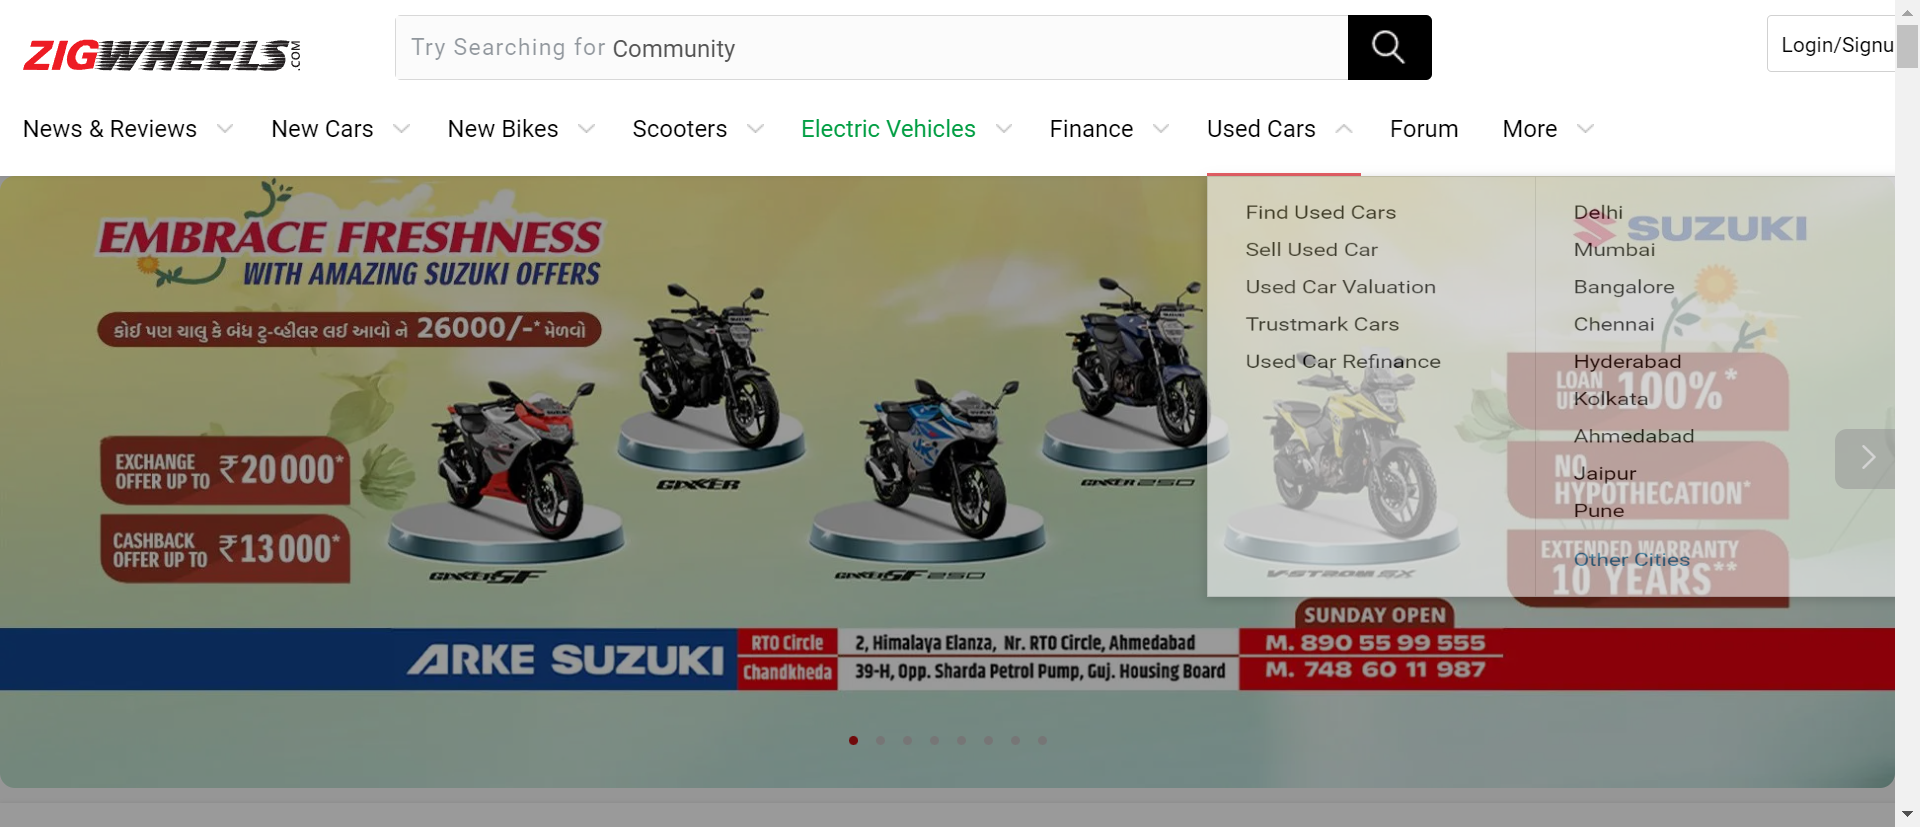 ZIGWHEELS.COM
Try Searching for Community
Login/Signu
News & Reviews
New Cars
New Bikes
Scooters
Electric Vehicles
Finance
Used Cars
Forum
More
EMBRACE FRESHNESS
WITH AMAZING SUZUKI OFFERS
કોઈ પણ ચાલુ કે બંધ ટુ-વ્હીલર લઈ આવો ને 26000/-* મેળવો
EXCHANGE
OFFER UP TO ₹20000*
CASHBACK
OFFER UP TO ₹13000*
GIXXER
GIXXER SF
GIXXER SF 250
GIXXER 250
V-STROM SX
Find Used Cars
Sell Used Car
Used Car Valuation
Trustmark Cars
Used Car Refinance
Delhi
Mumbai
Bangalore
Chennai
Hyderabad
Kolkata
Ahmedabad
Jaipur
Pune
Other Cities
SUZUKI
LOAN
UP TO 100%*
NO
HYPOTHECATION*
EXTENDED WARRANTY
10 YEARS**
SUNDAY OPEN
ARKE SUZUKI
RTO Circle 2, Himalaya Elanza, Nr. RTO Circle, Ahmedabad M. 890 55 99 555
Chandkheda 39-H, Opp. Sharda Petrol Pump, Guj. Housing Board M. 748 60 11 987